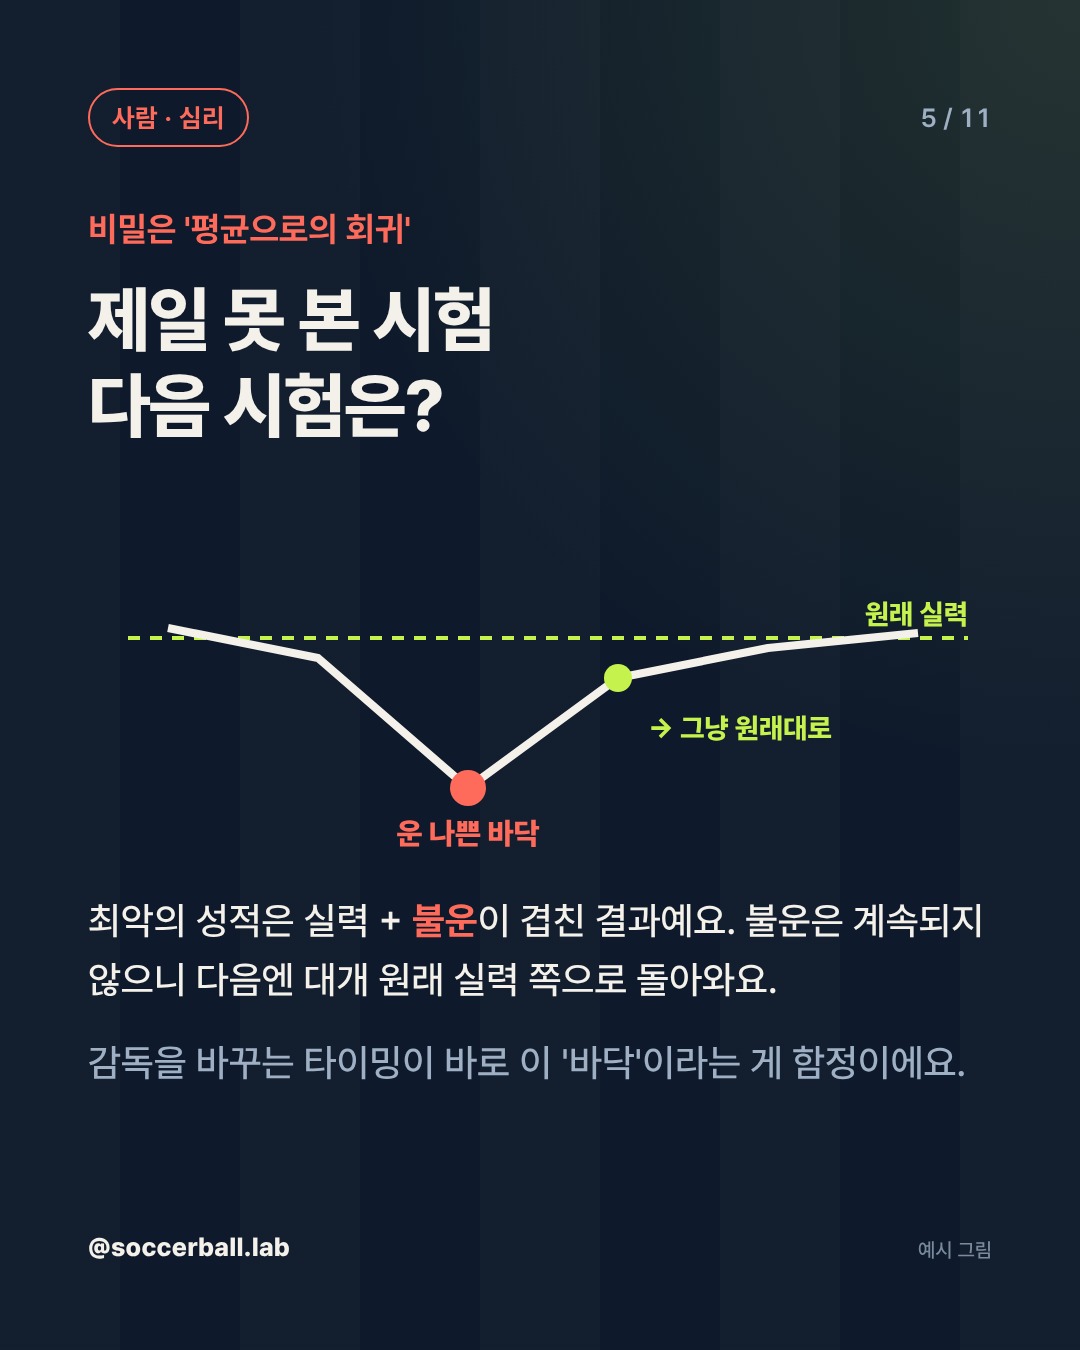 사람 · 심리
5 / 11
비밀은 '평균으로의 회귀'
제일 못 본 시험
다음 시험은?
원래 실력
→ 그냥 원래대로
운 나쁜 바닥
최악의 성적은 실력 + 불운이 겹친 결과예요. 불운은 계속되지
않으니 다음엔 대개 원래 실력 쪽으로 돌아와요.
감독을 바꾸는 타이밍이 바로 이 '바닥'이라는 게 함정이에요.
@soccerball.lab
예시 그림